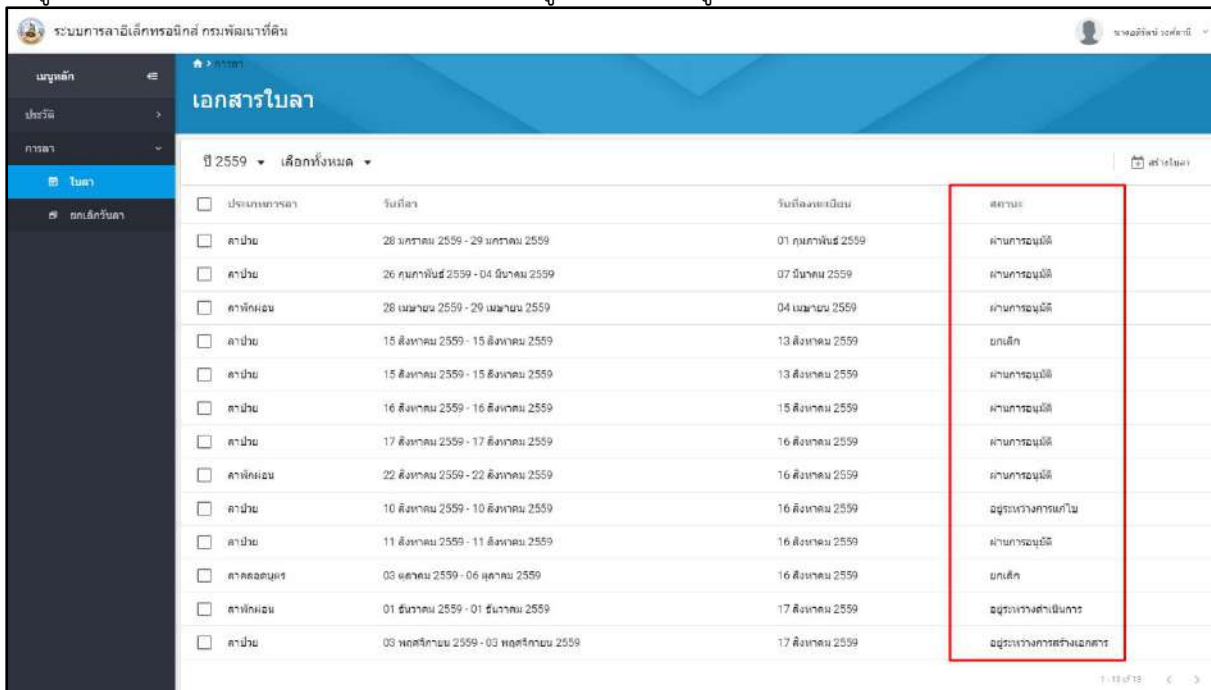 ระบบการลาอิเล็กทรอนิกส์ กรมพัฒนาที่ดิน
เมนูหลัก
การลา
ประวัติ
เอกสารใบลา
การลา
ปี 2559 เลือกทั้งหมด สร้างใบลา
ใบลา
ยกเลิกวันลา
ประเภทการลา วันที่ลา วันที่ลงทะเบียน สถานะ
ลาป่วย 28 มกราคม 2559 - 29 มกราคม 2559 01 กุมภาพันธ์ 2559 ผ่านการอนุมัติ
ลาป่วย 26 กุมภาพันธ์ 2559 - 04 มีนาคม 2559 07 มีนาคม 2559 ผ่านการอนุมัติ
ลาพักผ่อน 28 เมษายน 2559 - 29 เมษายน 2559 04 เมษายน 2559 ผ่านการอนุมัติ
ลาป่วย 15 สิงหาคม 2559 - 15 สิงหาคม 2559 13 สิงหาคม 2559 ยกเลิก
ลาป่วย 15 สิงหาคม 2559 - 15 สิงหาคม 2559 13 สิงหาคม 2559 ผ่านการอนุมัติ
ลาป่วย 16 สิงหาคม 2559 - 16 สิงหาคม 2559 15 สิงหาคม 2559 ผ่านการอนุมัติ
ลาป่วย 17 สิงหาคม 2559 - 17 สิงหาคม 2559 16 สิงหาคม 2559 ผ่านการอนุมัติ
ลาพักผ่อน 22 สิงหาคม 2559 - 22 สิงหาคม 2559 16 สิงหาคม 2559 ผ่านการอนุมัติ
ลาป่วย 10 สิงหาคม 2559 - 10 สิงหาคม 2559 16 สิงหาคม 2559 อยู่ระหว่างการแก้ไข
ลาป่วย 11 สิงหาคม 2559 - 11 สิงหาคม 2559 16 สิงหาคม 2559 ผ่านการอนุมัติ
ลาคลอดบุตร 03 ตุลาคม 2559 - 06 ตุลาคม 2559 16 สิงหาคม 2559 ยกเลิก
ลาพักผ่อน 01 ธันวาคม 2559 - 01 ธันวาคม 2559 17 สิงหาคม 2559 อยู่ระหว่างดำเนินการ
ลาป่วย 03 พฤศจิกายน 2559 - 03 พฤศจิกายน 2559 17 สิงหาคม 2559 อยู่ระหว่างการสร้างเอกสาร